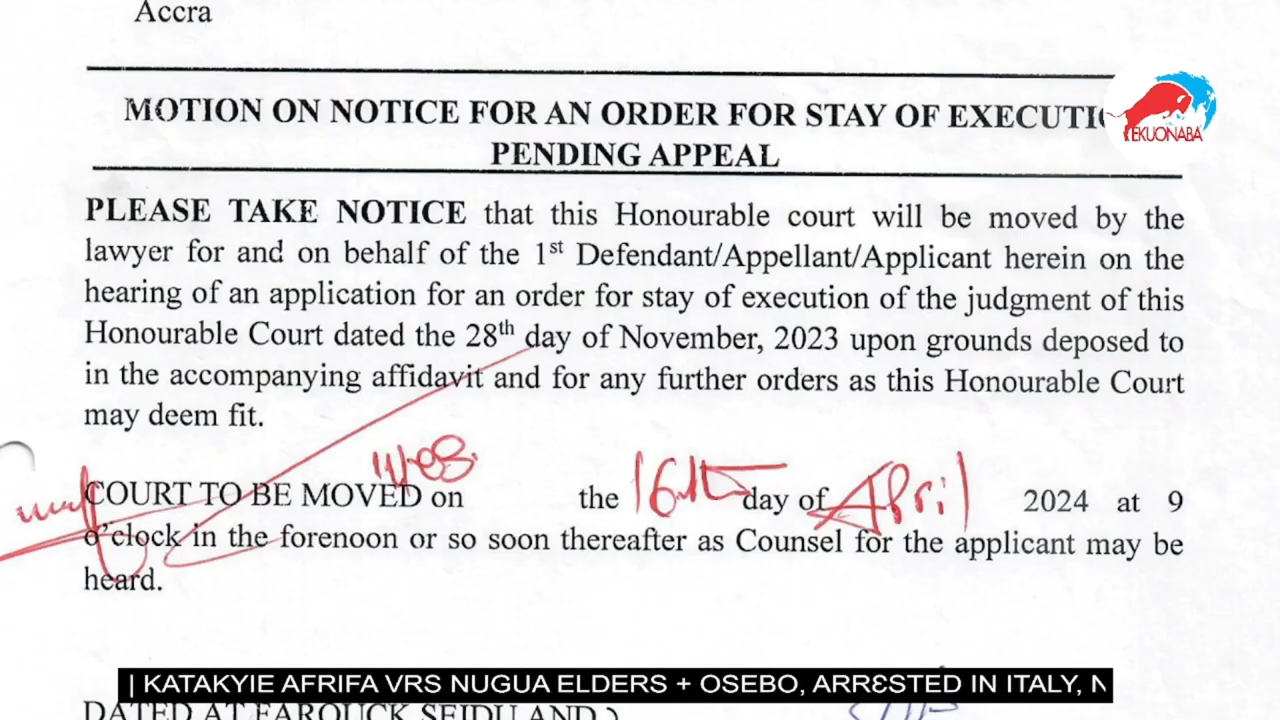 Accra
MOTION ON NOTICE FOR AN ORDER FOR STAY OF EXECUTIO
EKUONABA
PENDING APPEAL
PLEASE TAKE NOTICE that this Honourable court will be moved by the
lawyer for and on behalf of the 1st Defendant/Appellant/Applicant herein on the
hearing of an application for an order for stay of execution of the judgment of this
Honourable Court dated the 28th day of November, 2023 upon grounds deposed to
in the accompanying affidavit and for any further orders as this Honourable Court
may deem fit.
COURT TO BE MOVED on the 16th day of April 2024 at 9
o'clock in the forenoon or so soon thereafter as Counsel for the applicant may be
heard.
| KATAKYIE AFRIFA VRS NUGUA ELDERS + OSEBO, ARRƐSTED IN ITALY, N
DATED AT FAROUCK SEIDU AND )